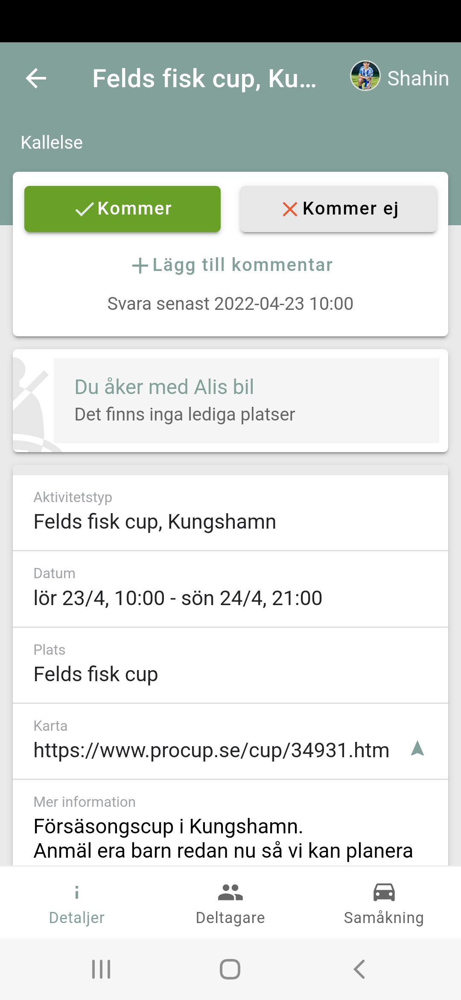 Felds fisk cup, Ku...
Shahin
Kallelse
Kommer
Kommer ej
Lägg till kommentar
Svara senast 2022-04-23 10:00
Du åker med Alis bil
Det finns inga lediga platser
Aktivitetstyp
Felds fisk cup, Kungshamn
Datum
lör 23/4, 10:00 - sön 24/4, 21:00
Plats
Felds fisk cup
Karta
https://www.procup.se/cup/34931.htm
Mer information
Försäsongscup i Kungshamn.
Anmäl era barn redan nu så vi kan planera
Detaljer
Deltagare
Samåkning